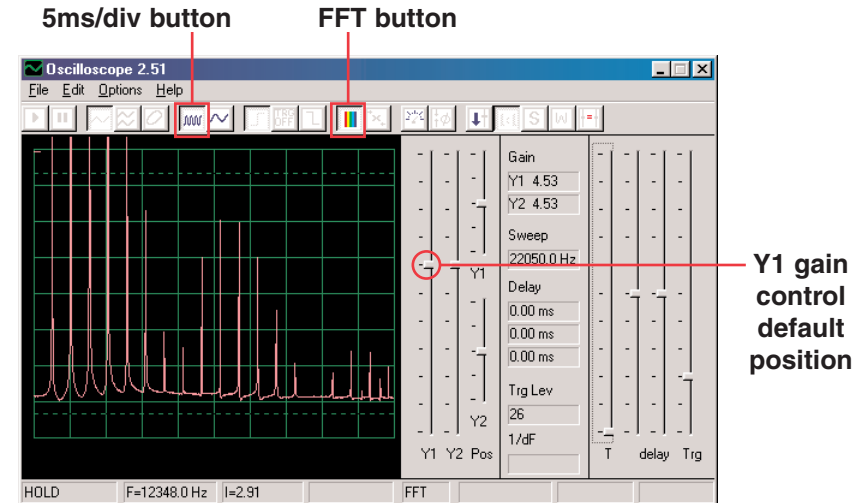 5ms/div button
FFT button
Oscilloscope 2.51
File Edit Options Help
TRG
OFF
S
W
Gain
Y1 4.53
Y2 4.53
Sweep
22050.0 Hz
Y1
Delay
0.00 ms
0.00 ms
0.00 ms
Trg Lev
26
Y2
1/dF
Y1 Y2 Pos
T delay Trg
Y1 gain
control
default
position
HOLD F=12348.0 Hz I=2.91 FFT